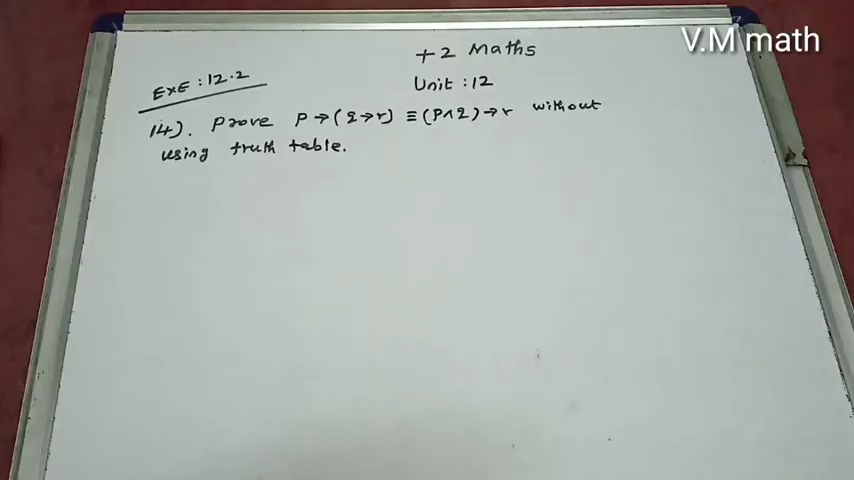 V.M math
+2 Maths
Unit : 12
EXE : 12.2
14). Prove P → (q → r) ≡ (P ∧ q) → r without
using truth table.